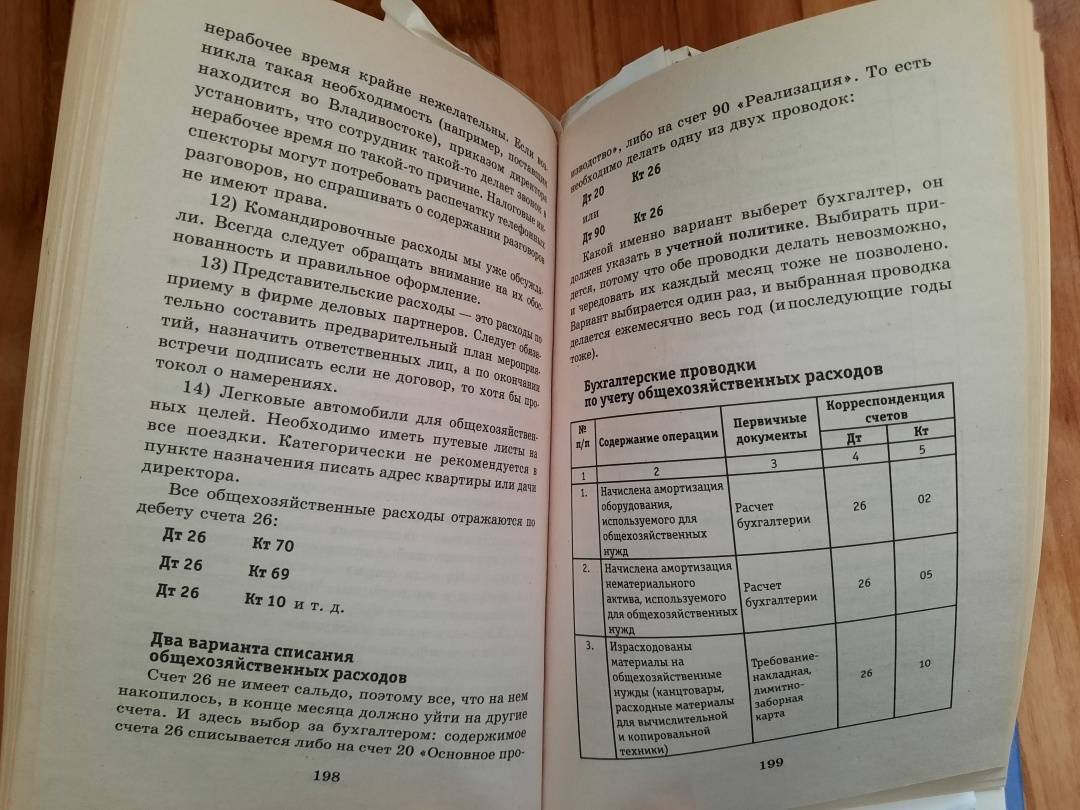 нерабочее время крайне нежелательны. Если воз-
никла такая необходимость (например, поставщик
находится во Владивостоке), приказом директора
установить, что сотрудник такой-то делает звонок в
нерабочее время по такой-то причине. Налоговые ин-
спекторы могут потребовать распечатку телефонных
разговоров, но спрашивать о содержании разговоров
не имеют права.
12) Командировочные расходы мы уже обсужда-
ли. Всегда следует обращать внимание на их обос-
нованность и правильное оформление.
13) Представительские расходы — это расходы по
приему в фирме деловых партнеров. Следует обяза-
тельно составить предварительный план мероприя-
тий, назначить ответственных лиц, а по окончании
встречи подписать если не договор, то хотя бы про-
токол о намерениях.
14) Легковые автомобили для общехозяйствен-
ных целей. Необходимо иметь путевые листы на
все поездки. Категорически не рекомендуется в
пункте назначения писать адрес квартиры или дачи
директора.
Все общехозяйственные расходы отражаются по
дебету счета 26:
Дт 26 Кт 70
Дт 26 Кт 69
Дт 26 Кт 10 и т. д.
Два варианта списания
общехозяйственных расходов
Счет 26 не имеет сальдо, поэтому все, что на нем
накопилось, в конце месяца должно уйти на другие
счета. И здесь выбор за бухгалтером: содержимое
счета 26 списывается либо на счет 20 «Основное про-
198
изводство», либо на счет 90 «Реализация». То есть
необходимо делать одну из двух проводок:
Дт 20 Кт 26
или
Дт 90 Кт 26
Какой именно вариант выберет бухгалтер, он
должен указать в учетной политике. Выбирать при-
дется, потому что обе проводки делать невозможно,
и чередовать их каждый месяц тоже не позволено.
Вариант выбирается один раз, и выбранная проводка
делается ежемесячно весь год (и последующие годы
тоже).
Бухгалтерские проводки
по учету общехозяйственных расходов
№ п/п Содержание операции Первичные документы Корреспонденция счетов
Дт Кт
1 2 3 4 5
1. Начислена амортизация
оборудования,
используемого для
общехозяйственных
нужд
Расчет
бухгалтерии
26 02
2. Начислена амортизация
нематериального
актива, используемого
для общехозяйственных
нужд
Расчет
бухгалтерии
26 05
3. Израсходованы
материалы на
общехозяйственные
нужды (канцтовары,
расходные материалы
для вычислительной
и копировальной
техники)
Требование-
накладная,
лимитно-
заборная
карта
26 10
199